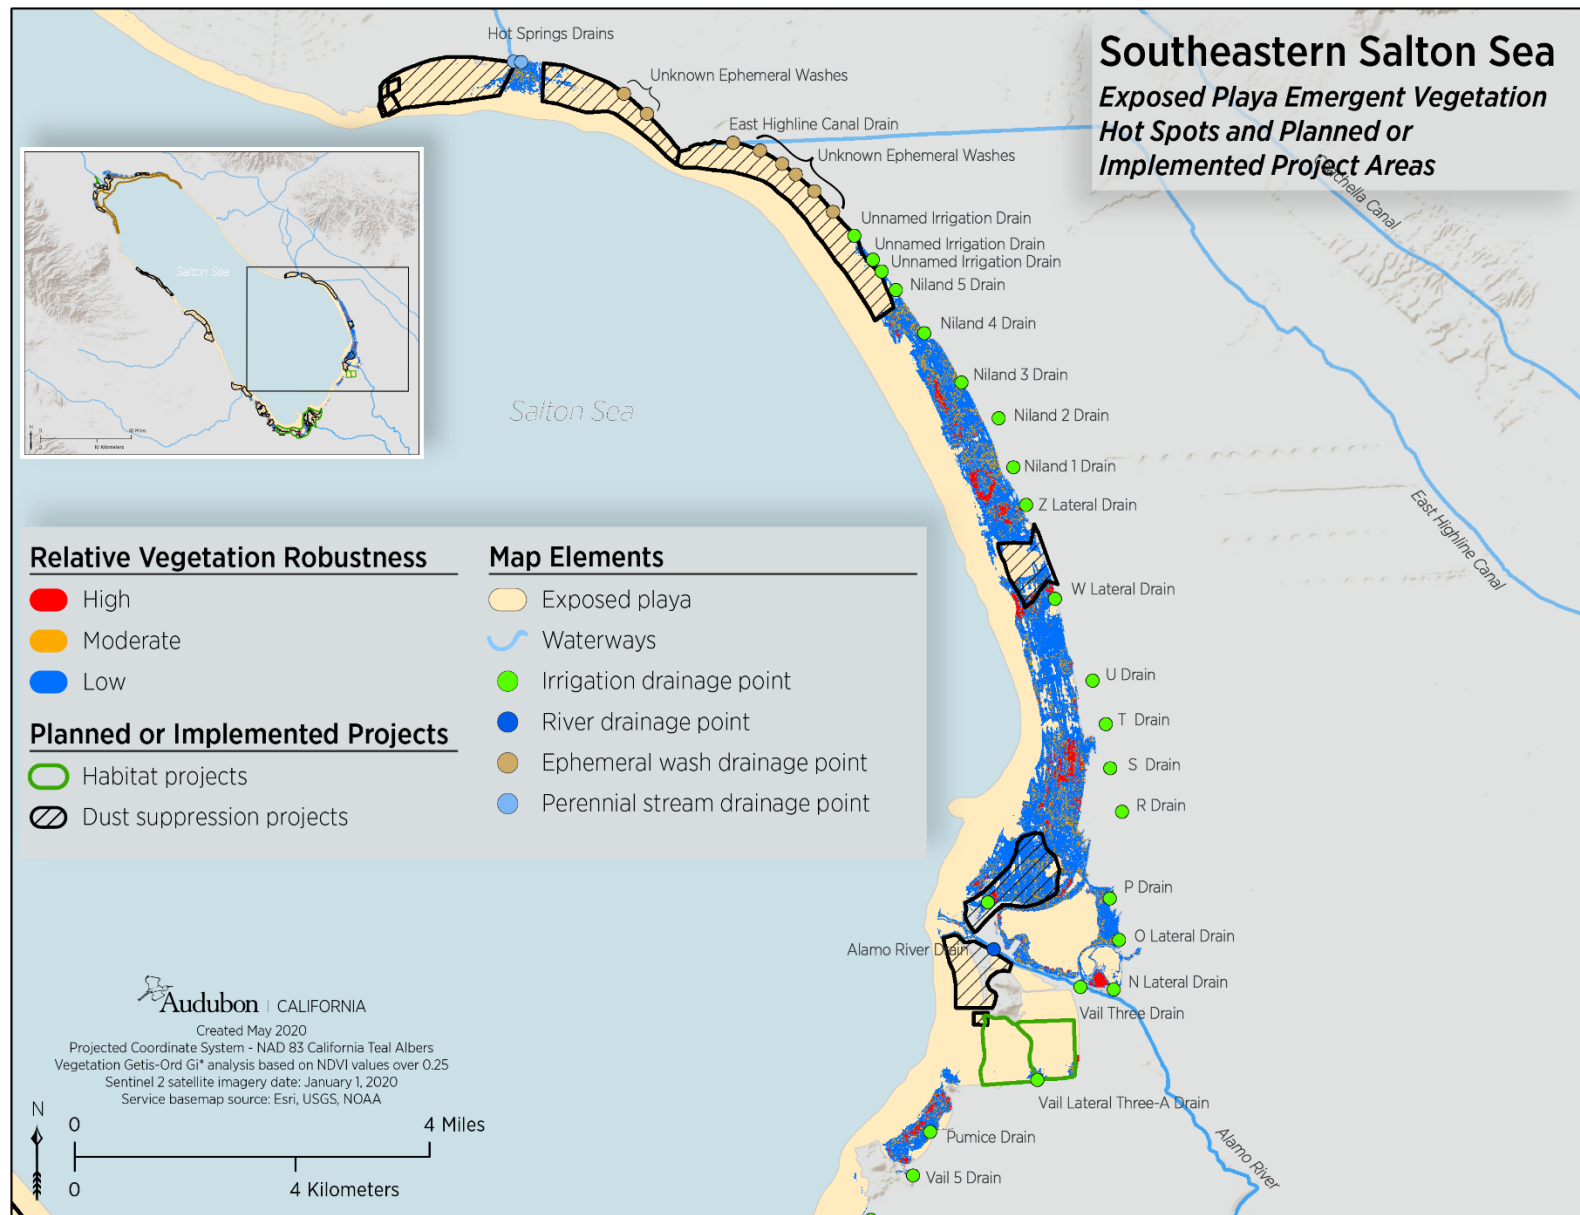 Southeastern Salton Sea
Exposed Playa Emergent Vegetation
Hot Spots and Planned or
Implemented Project Areas
Hot Springs Drains
Unknown Ephemeral Washes
East Highline Canal Drain
Unknown Ephemeral Washes
Coachella Canal
Unnamed Irrigation Drain
Unnamed Irrigation Drain
Unnamed Irrigation Drain
Niland 5 Drain
Niland 4 Drain
Niland 3 Drain
Niland 2 Drain
Niland 1 Drain
Z Lateral Drain
East Highline Canal
W Lateral Drain
U Drain
T Drain
S Drain
R Drain
P Drain
O Lateral Drain
Alamo River Drain
N Lateral Drain
Vail Three Drain
Vail Lateral Three-A Drain
Pumice Drain
Alamo River
Vail 5 Drain
Salton Sea
Salton Sea
N
0
10 Miles
0
10 Kilometers
Relative Vegetation Robustness
High
Moderate
Low
Planned or Implemented Projects
Habitat projects
Dust suppression projects
Map Elements
Exposed playa
Waterways
Irrigation drainage point
River drainage point
Ephemeral wash drainage point
Perennial stream drainage point
Audubon | CALIFORNIA
Created May 2020
Projected Coordinate System - NAD 83 California Teal Albers
Vegetation Getis-Ord Gi* analysis based on NDVI values over 0.25
Sentinel 2 satellite imagery date: January 1, 2020
Service basemap source: Esri, USGS, NOAA
N
0
4 Miles
0
4 Kilometers